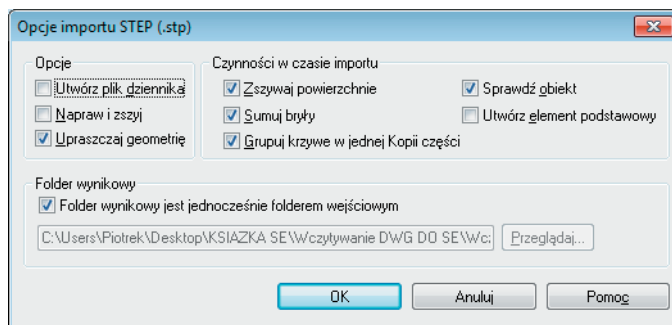 Opcje importu STEP (.stp)
Opcje
Utwórz plik dziennika
Napraw i zszyj
Upraszczaj geometrię
Czynności w czasie importu
Zszywaj powierzchnie
Sprawdź obiekt
Sumuj bryły
Utwórz element podstawowy
Grupuj krzywe w jednej Kopii części
Folder wynikowy
Folder wynikowy jest jednocześnie folderem wejściowym
C:\Users\Piotrek\Desktop\KSIAZKA SE\Wczytywanie DWG DO SE\Wc:
Przeglądaj...
OK
Anuluj
Pomoc